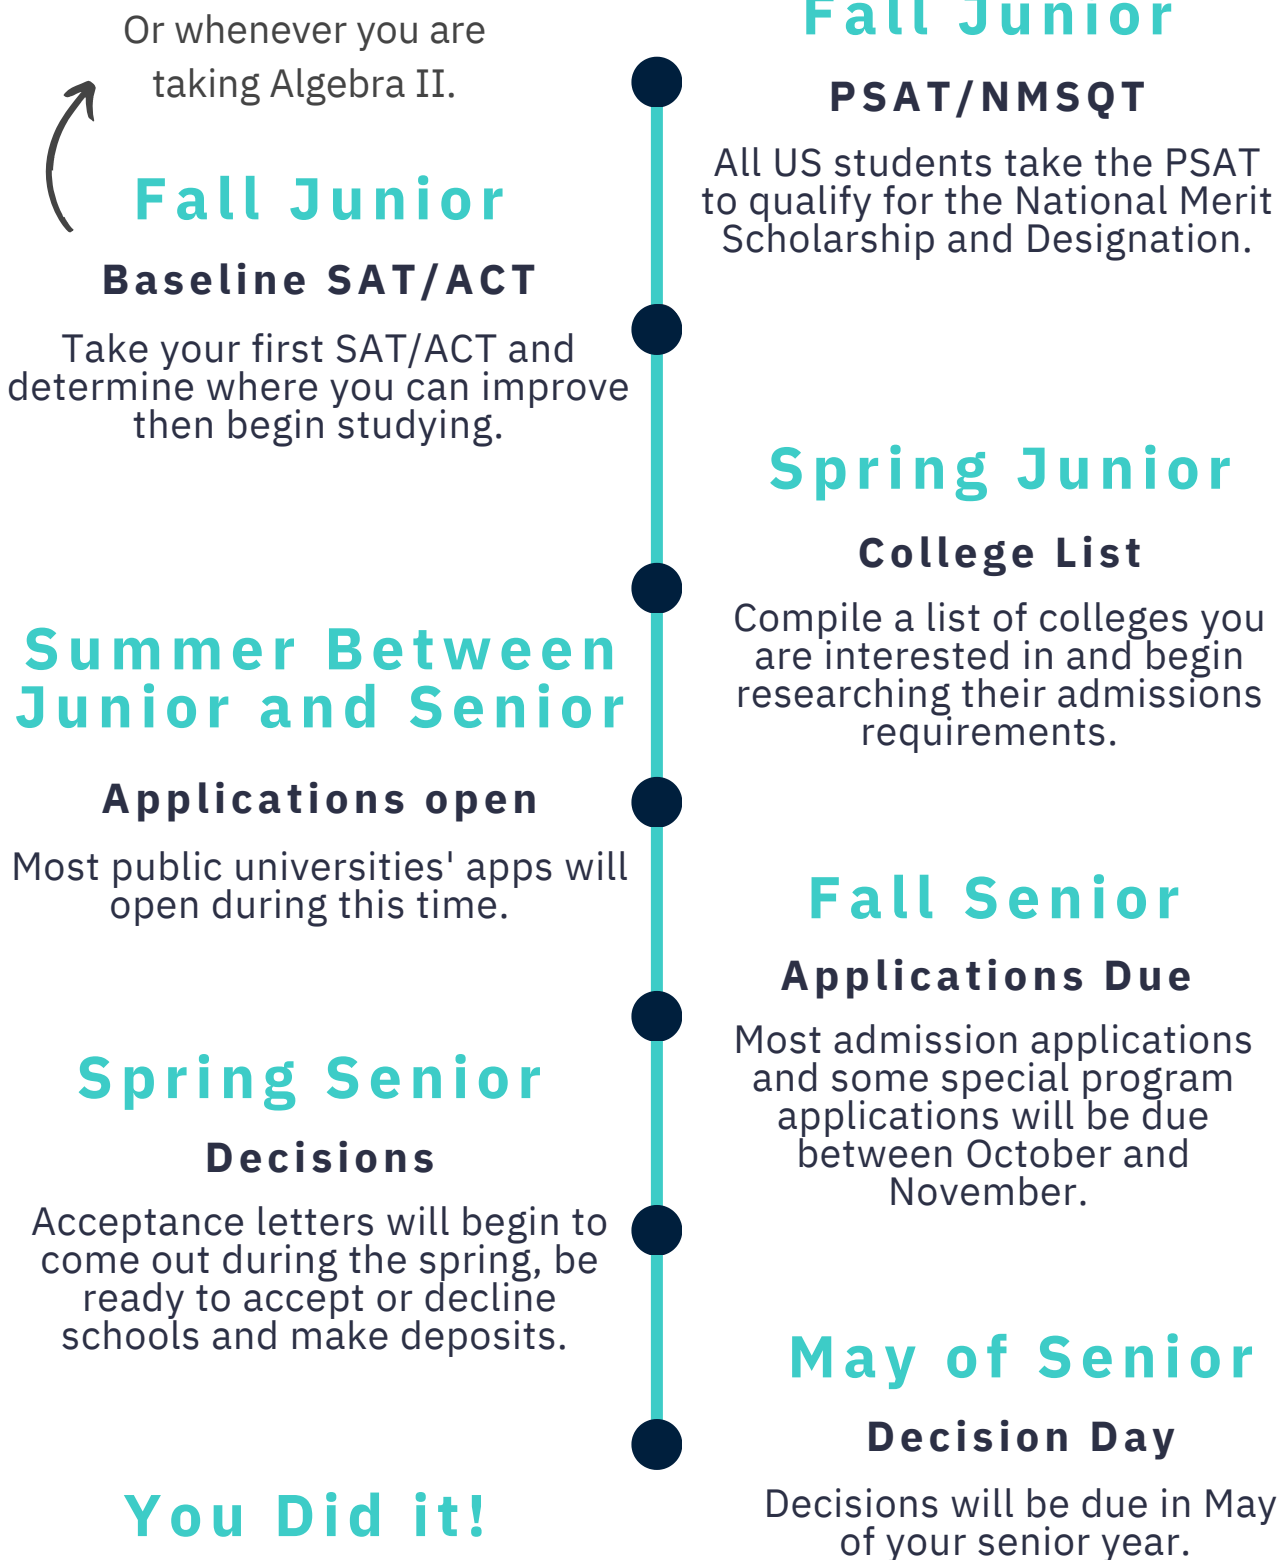 Or whenever you are
taking Algebra II.
Fall Junior
PSAT/NMSQT
All US students take the PSAT
to qualify for the National Merit
Scholarship and Designation.
Fall Junior
Baseline SAT/ACT
Take your first SAT/ACT and
determine where you can improve
then begin studying.
Spring Junior
College List
Compile a list of colleges you
are interested in and begin
researching their admissions
requirements.
Summer Between
Junior and Senior
Applications open
Most public universities' apps will
open during this time.
Fall Senior
Applications Due
Most admission applications
and some special program
applications will be due
between October and
November.
Spring Senior
Decisions
Acceptance letters will begin to
come out during the spring, be
ready to accept or decline
schools and make deposits.
May of Senior
Decision Day
Decisions will be due in May
of your senior year.
You Did it!